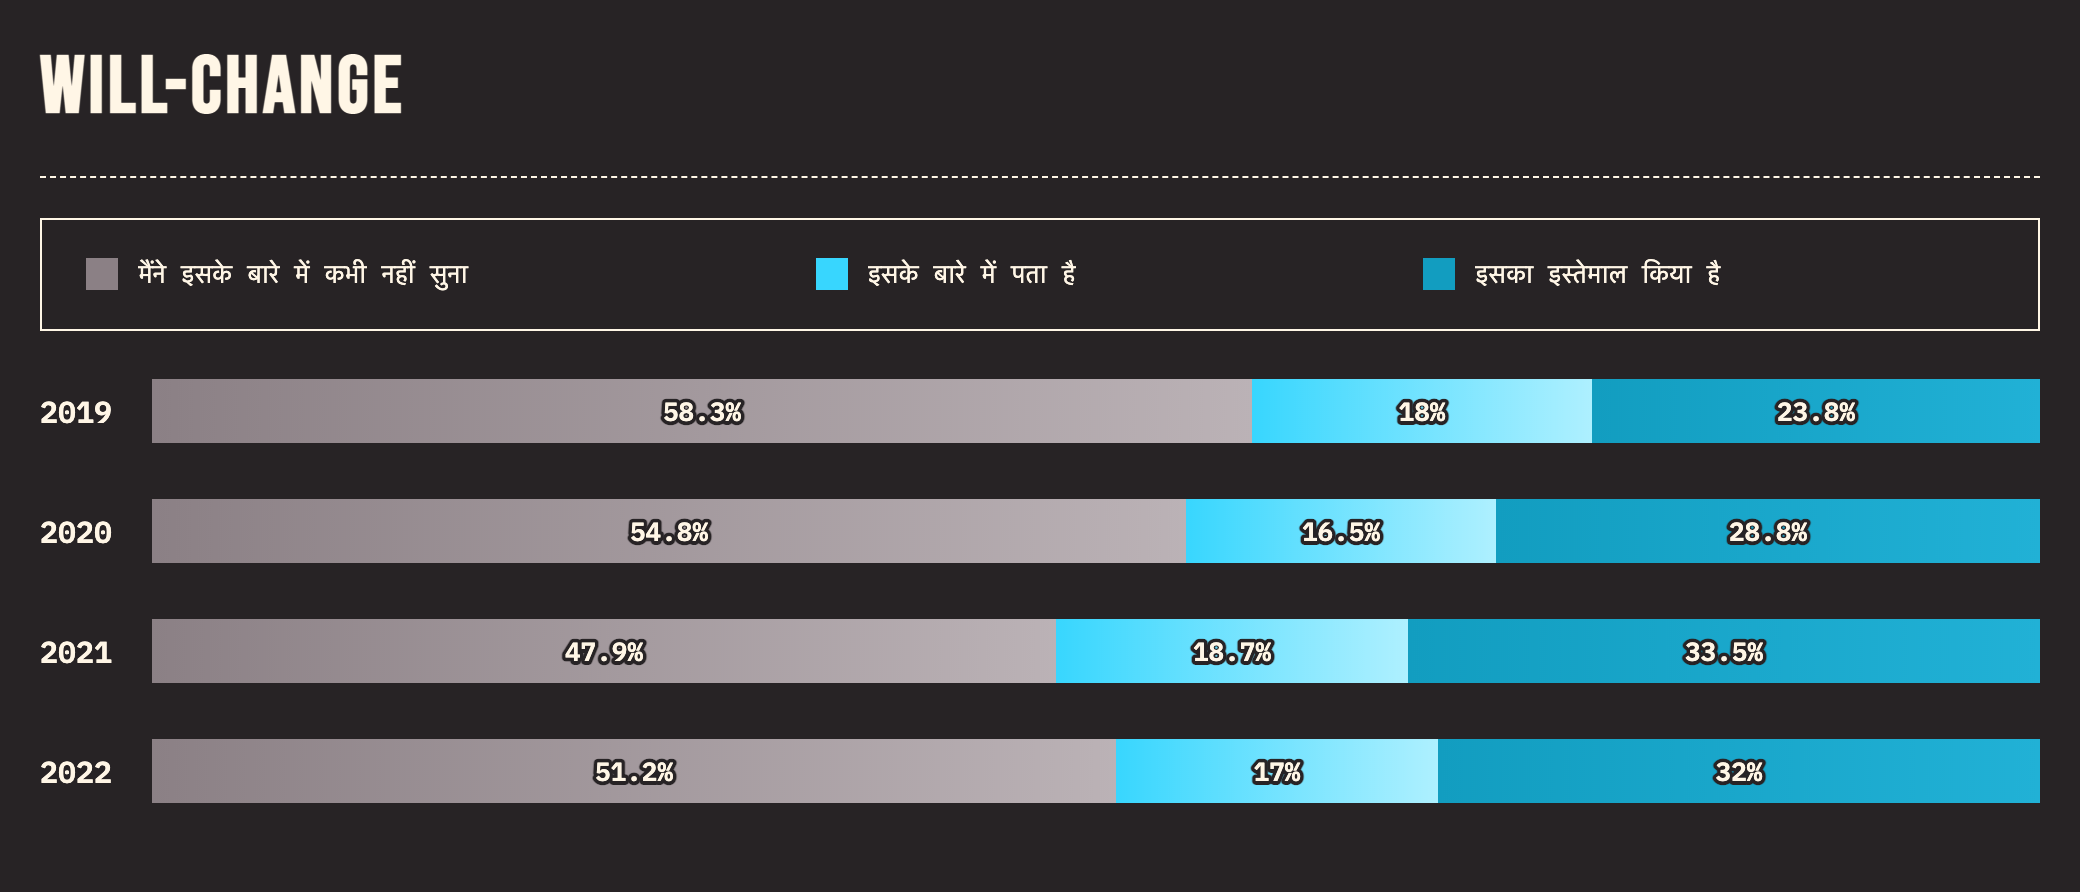 WILL-CHANGE
मैंने इसके बारे में कभी नहीं सुना इसके बारे में पता है इसका इस्तेमाल किया है
2019 58.3% 18% 23.8%
2020 54.8% 16.5% 28.8%
2021 47.9% 18.7% 33.5%
2022 51.2% 17% 32%